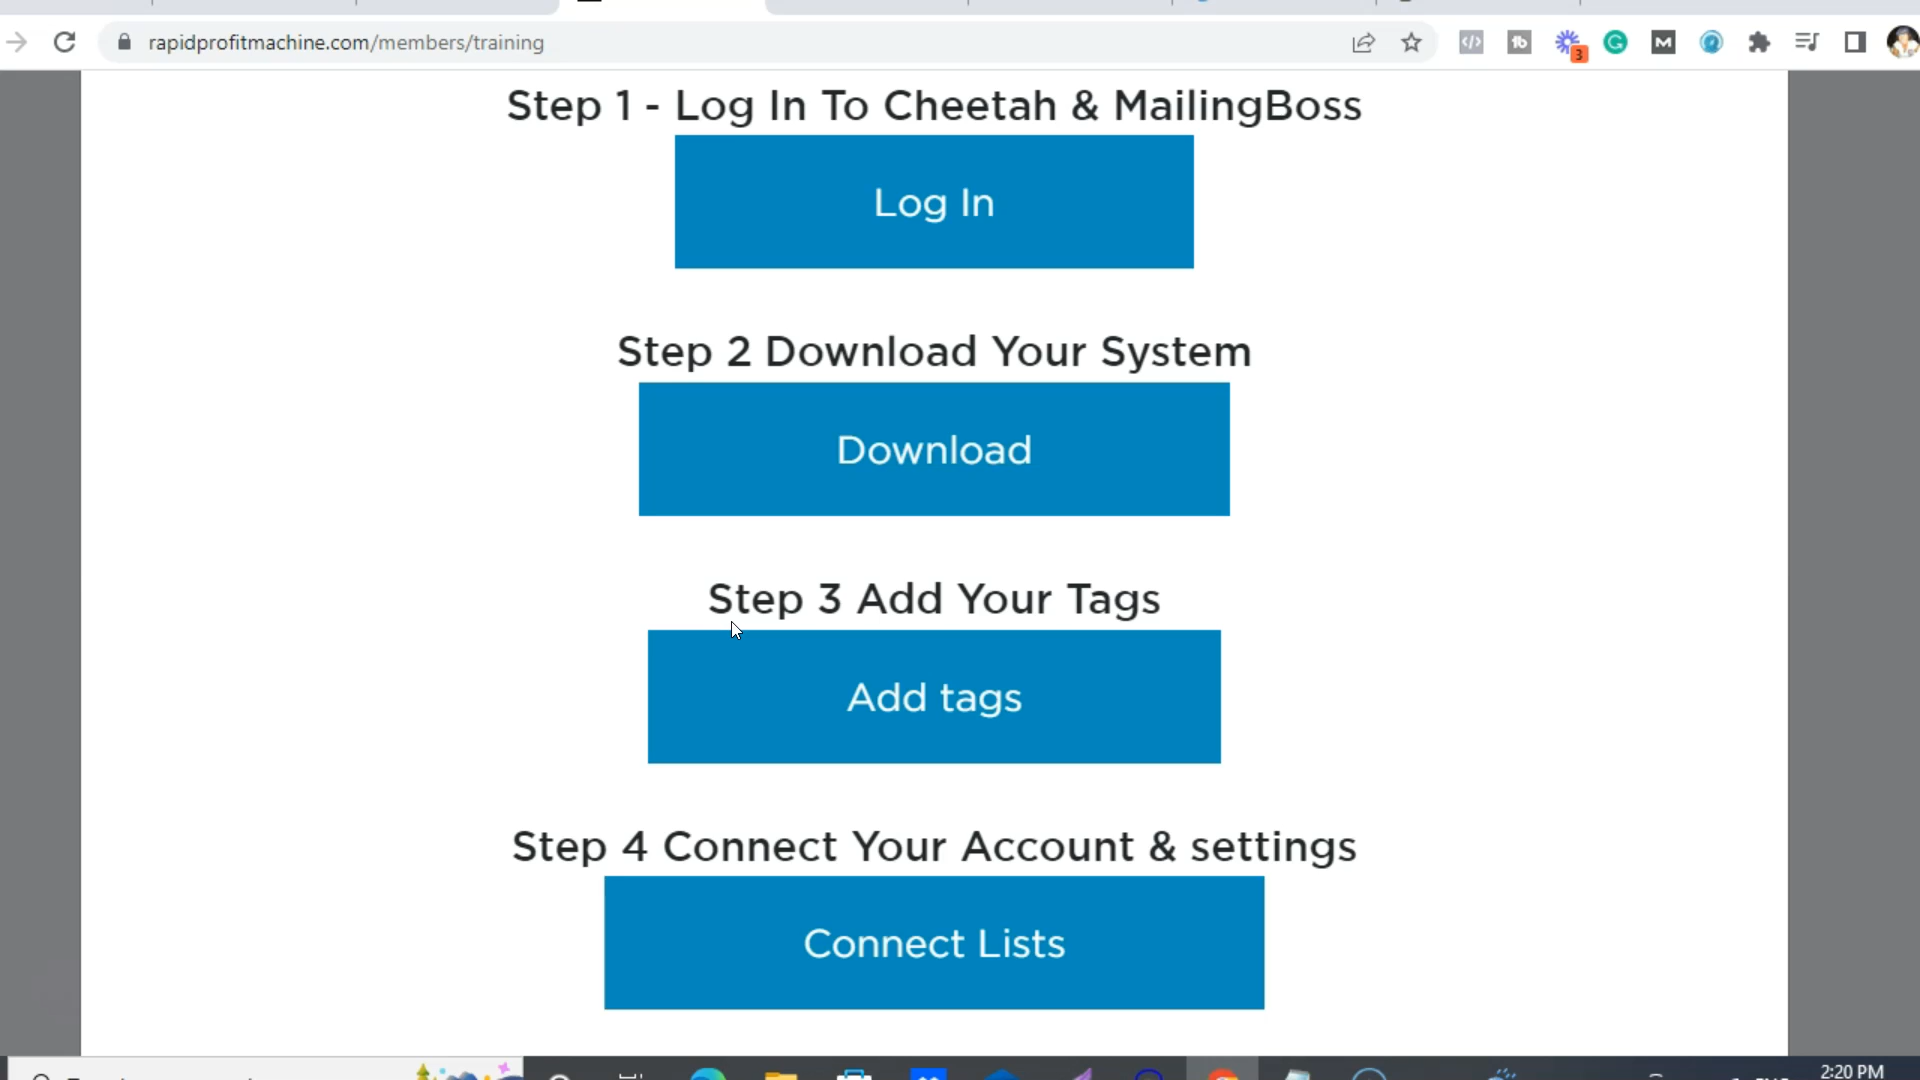 rapidprofitmachine.com/members/training
3
Step 1 - Log In To Cheetah & MailingBoss
Log In
Step 2 Download Your System
Download
Step 3 Add Your Tags
Add tags
Step 4 Connect Your Account & settings
Connect Lists
2:20 PM